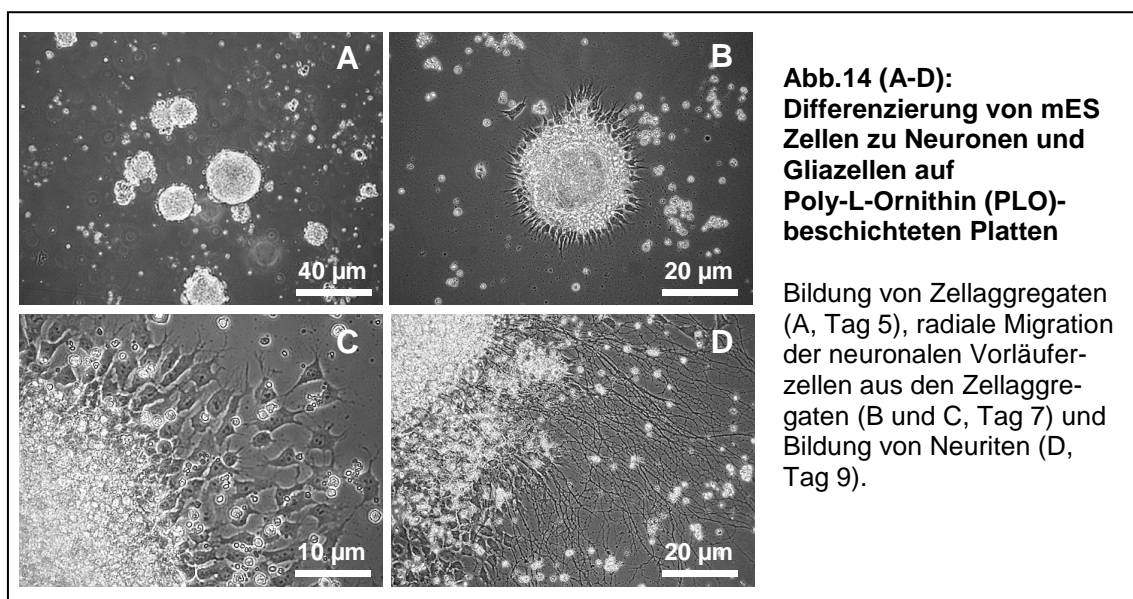 A
40 µm
B
20 µm
C
10 µm
D
20 µm
Abb.14 (A-D):
Differenzierung von mES
Zellen zu Neuronen und
Gliazellen auf
Poly-L-Ornithin (PLO)-
beschichteten Platten
Bildung von Zellaggregaten
(A, Tag 5), radiale Migration
der neuronalen Vorläufer-
zellen aus den Zellaggre-
gaten (B und C, Tag 7) und
Bildung von Neuriten (D,
Tag 9).